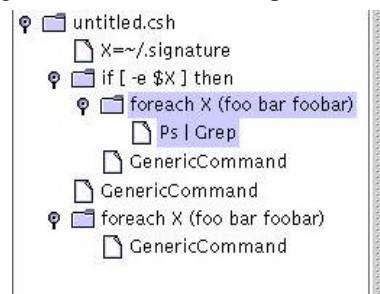 untitled.csh
X=~/.signature
if [ -e $X ] then
foreach X (foo bar foobar)
Ps | Grep
GenericCommand
GenericCommand
foreach X (foo bar foobar)
GenericCommand